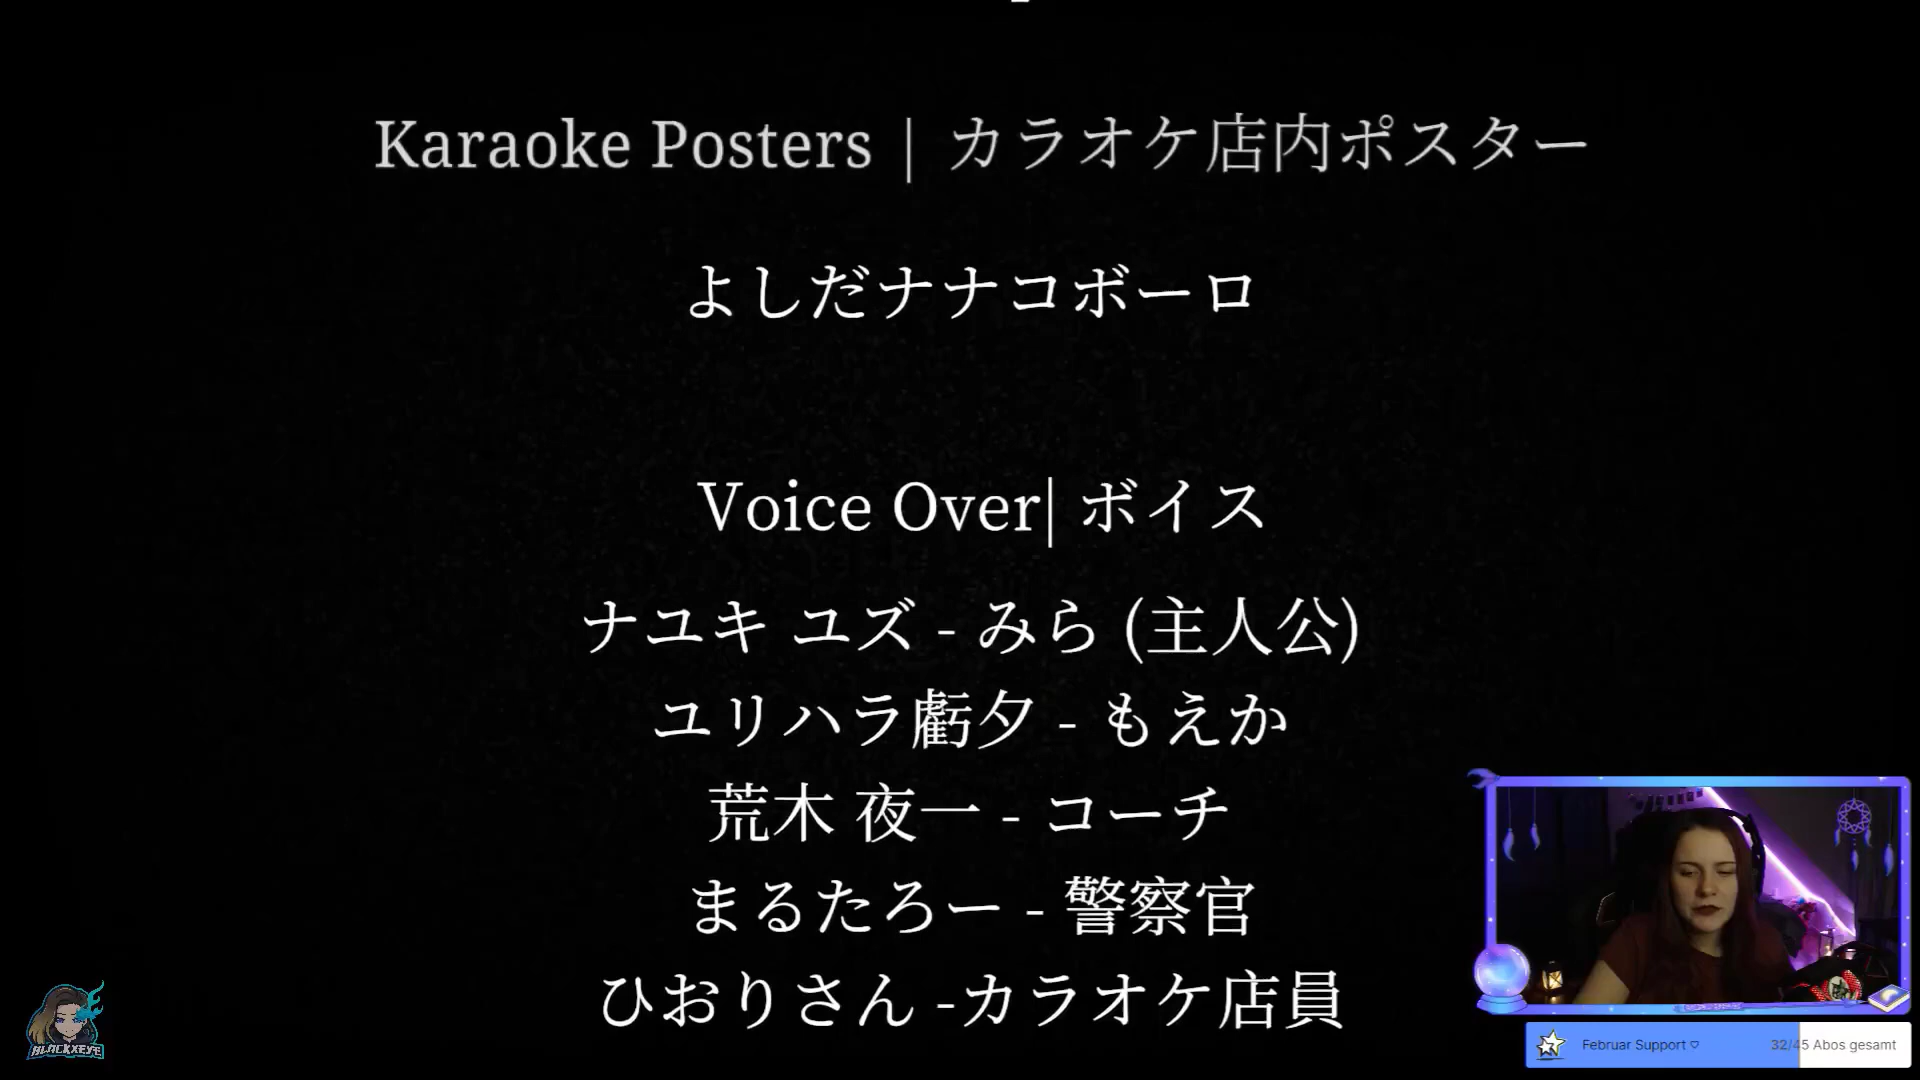 Karaoke Posters | カラオケ店内ポスター
よしだナナコボーロ
Voice Over| ボイス
ナユキ ユズ - みら (主人公)
ユリハラ虧夕 - もえか
荒木 夜一 - コーチ
まるたろー - 警察官
ひおりさん -カラオケ店員
BLACKXEYE
Februar Support ♡ 32/45 Abos gesamt